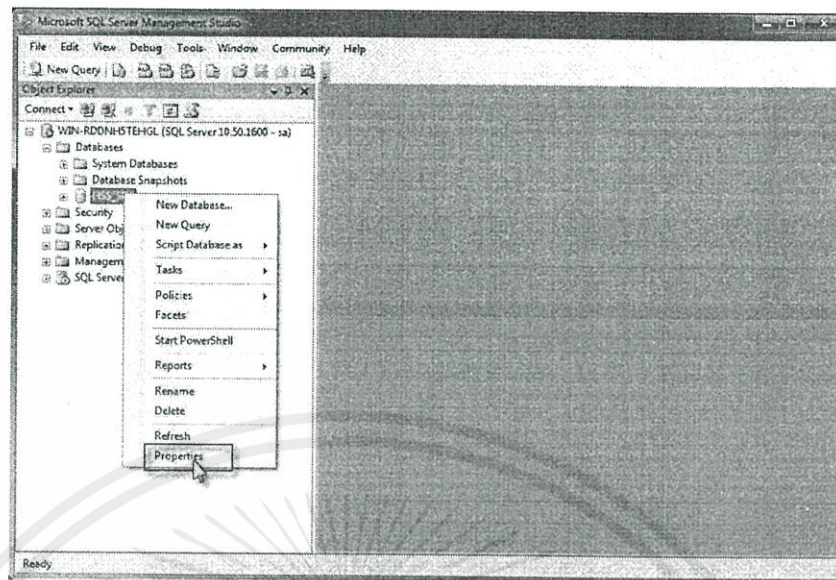 Microsoft SQL Server Management Studio
File Edit View Debug Tools Window Community Help
New Query
Object Explorer
Connect
WIN-RDDNH5TEHGL (SQL Server 10.50.1600 - sa)
Databases
System Databases
Database Snapshots
Security
Server Obj
Replication
Managem
SQL Server
New Database...
New Query
Script Database as
Tasks
Policies
Facets
Start PowerShell
Reports
Rename
Delete
Refresh
Properties
Ready